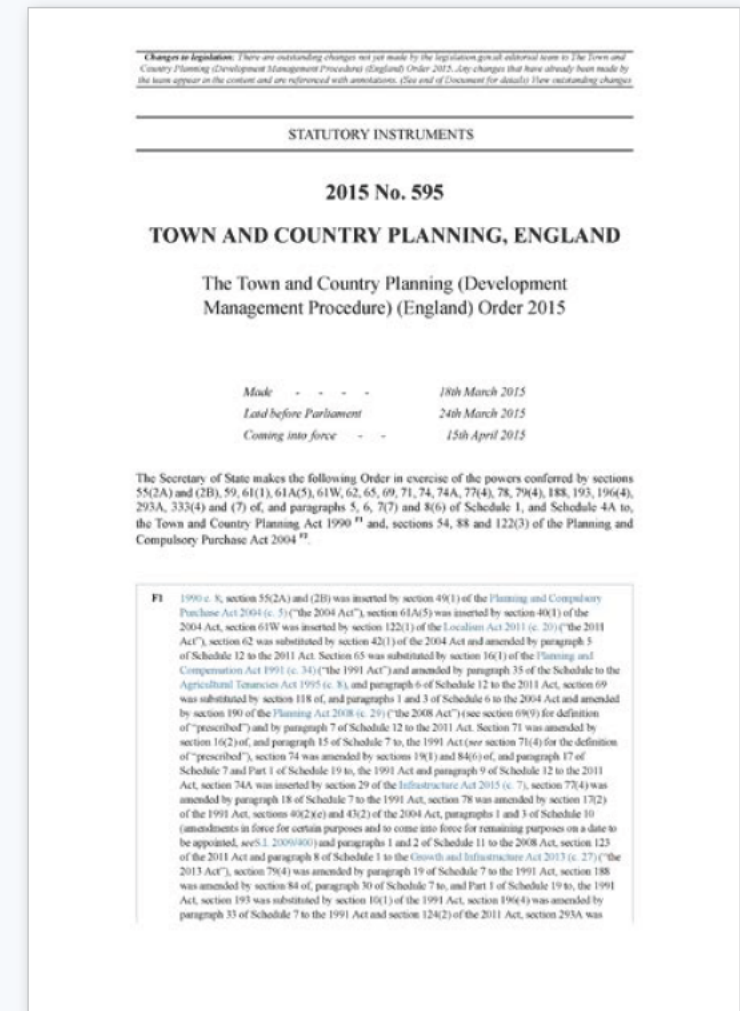 Changes to legislation: There are outstanding changes not yet made by the legislation.gov.uk editorial team to The Town and
Country Planning (Development Management Procedure) (England) Order 2015. Any changes that have already been made by
the team appear in the content and are referenced with annotations. (See end of Document for details) View outstanding changes
STATUTORY INSTRUMENTS
2015 No. 595
TOWN AND COUNTRY PLANNING, ENGLAND
The Town and Country Planning (Development
Management Procedure) (England) Order 2015
Made - - - - 18th March 2015
Laid before Parliament 24th March 2015
Coming into force - - 15th April 2015
The Secretary of State makes the following Order in exercise of the powers conferred by sections
55(2A) and (2B), 59, 61(1), 61A(5), 61W, 62, 65, 69, 71, 74, 74A, 77(4), 78, 79(4), 188, 193, 196(4),
293A, 333(4) and (7) of, and paragraphs 5, 6, 7(7) and 8(6) of Schedule 1, and Schedule 4A to,
the Town and Country Planning Act 1990 F1 and, sections 54, 88 and 122(3) of the Planning and
Compulsory Purchase Act 2004 F2.
F1 1990 c. 8, section 55(2A) and (2B) was inserted by section 49(1) of the Planning and Compulsory
Purchase Act 2004 (c. 5) ("the 2004 Act"), section 61A(5) was inserted by section 40(1) of the
2004 Act, section 61W was inserted by section 122(1) of the Localism Act 2011 (c. 20) ("the 2011
Act"), section 62 was substituted by section 42(1) of the 2004 Act and amended by paragraph 5
of Schedule 12 to the 2011 Act. Section 65 was substituted by section 16(1) of the Planning and
Compensation Act 1991 (c. 34) ("the 1991 Act") and amended by paragraph 35 of the Schedule to the
Agricultural Tenancies Act 1995 (c. 8), and paragraph 6 of Schedule 12 to the 2011 Act, section 69
was substituted by section 118 of, and paragraphs 1 and 3 of Schedule 6 to the 2004 Act and amended
by section 190 of the Planning Act 2008 (c. 29) ("the 2008 Act") (see section 69(9) for definition
of "prescribed") and by paragraph 7 of Schedule 12 to the 2011 Act. Section 71 was amended by
section 16(2) of, and paragraph 15 of Schedule 7 to, the 1991 Act (see section 71(4) for the definition
of "prescribed"), section 74 was amended by sections 19(1) and 84(6) of, and paragraph 17 of
Schedule 7 and Part 1 of Schedule 19 to, the 1991 Act and paragraph 9 of Schedule 12 to the 2011
Act, section 74A was inserted by section 29 of the Infrastructure Act 2015 (c. 7), section 77(4) was
amended by paragraph 18 of Schedule 7 to the 1991 Act, section 78 was amended by section 17(2)
of the 1991 Act, sections 40(2)(e) and 43(2) of the 2004 Act, paragraphs 1 and 3 of Schedule 10
(amendments in force for certain purposes and to come into force for remaining purposes on a date to
be appointed, see S.I. 2009/400) and paragraphs 1 and 2 of Schedule 11 to the 2008 Act, section 123
of the 2011 Act and paragraph 8 of Schedule 1 to the Growth and Infrastructure Act 2013 (c. 27) ("the
2013 Act"), section 79(4) was amended by paragraph 19 of Schedule 7 to the 1991 Act, section 188
was amended by section 84 of, paragraph 30 of Schedule 7 to, and Part 1 of Schedule 19 to, the 1991
Act, section 193 was substituted by section 10(1) of the 1991 Act, section 196(4) was amended by
paragraph 33 of Schedule 7 to the 1991 Act and section 124(2) of the 2011 Act, section 293A was